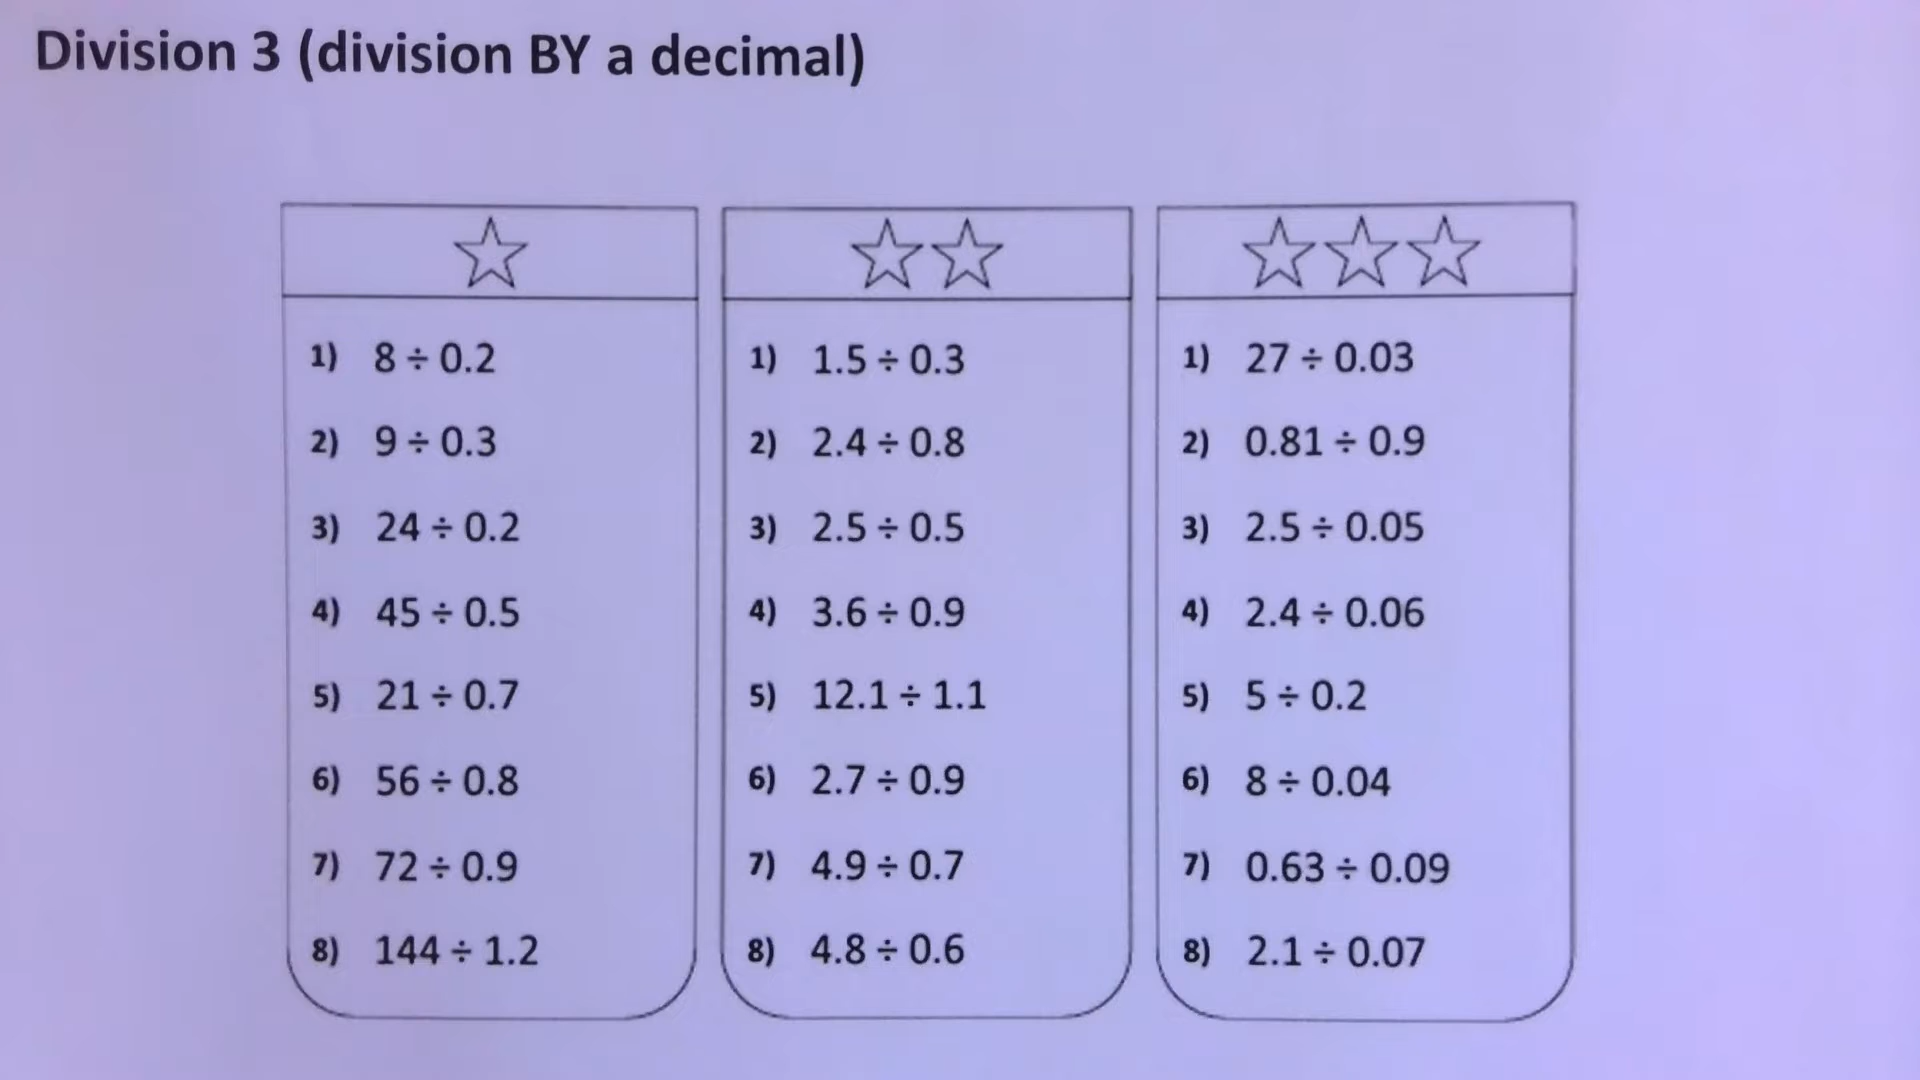 Division 3 (division BY a decimal)
1) 8 ÷ 0.2
2) 9 ÷ 0.3
3) 24 ÷ 0.2
4) 45 ÷ 0.5
5) 21 ÷ 0.7
6) 56 ÷ 0.8
7) 72 ÷ 0.9
8) 144 ÷ 1.2
1) 1.5 ÷ 0.3
2) 2.4 ÷ 0.8
3) 2.5 ÷ 0.5
4) 3.6 ÷ 0.9
5) 12.1 ÷ 1.1
6) 2.7 ÷ 0.9
7) 4.9 ÷ 0.7
8) 4.8 ÷ 0.6
1) 27 ÷ 0.03
2) 0.81 ÷ 0.9
3) 2.5 ÷ 0.05
4) 2.4 ÷ 0.06
5) 5 ÷ 0.2
6) 8 ÷ 0.04
7) 0.63 ÷ 0.09
8) 2.1 ÷ 0.07